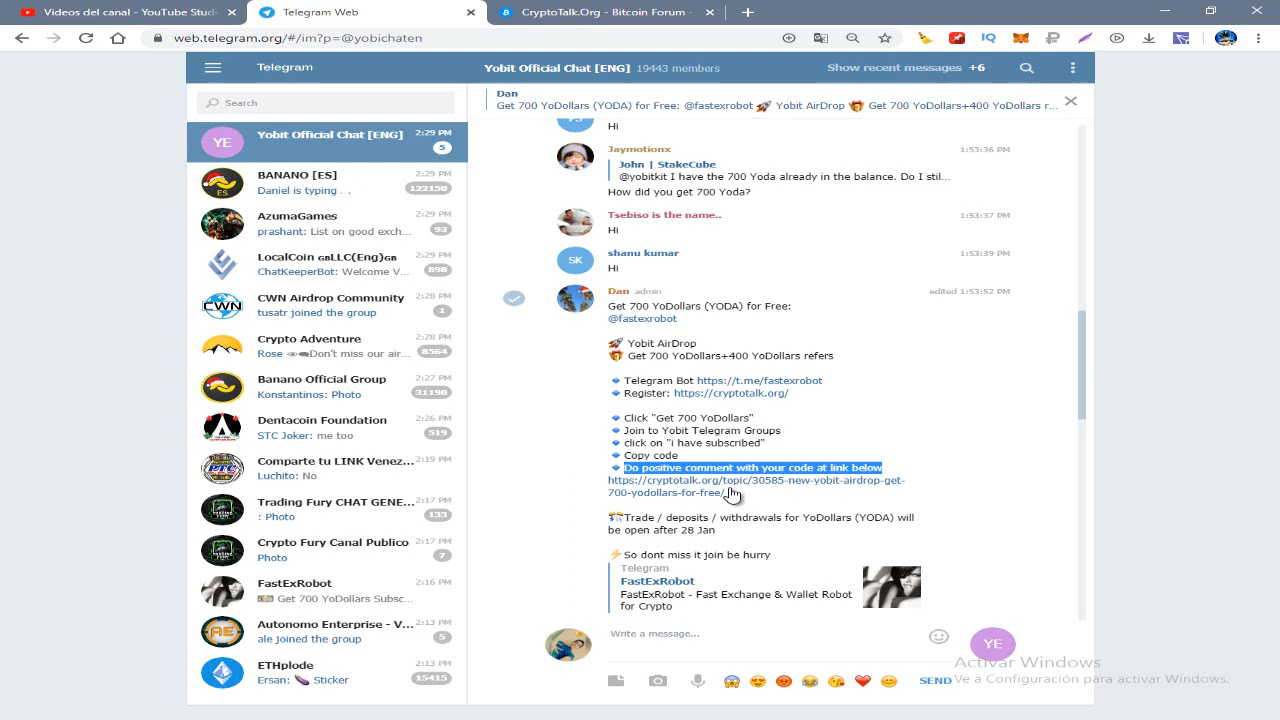 Videos del canal - YouTube Studi
Telegram Web
CryptoTalk.Org - Bitcoin Forum -
web.telegram.org/#/im?p=@yobichaten
Telegram
Yobit Official Chat [ENG] 19443 members
Show recent messages +6
Search
Dan
Get 700 YoDollars (YODA) for Free: @fastexrobot 🚀 Yobit AirDrop 🎁 Get 700 YoDollars+400 YoDollars r...
YE
Yobit Official Chat [ENG] 2:29 PM
5
BANANO [ES] 2:29 PM
Daniel is typing . . 122150
AzumaGames 2:29 PM
prashant: List on good exch... 93
LocalCoin GBLLC(Eng)GB 2:29 PM
ChatKeeperBot: Welcome V... 898
CWN Airdrop Community 2:28 PM
tusatr joined the group 1
Crypto Adventure 2:28 PM
Rose 👁️🗨️Don't miss our air... 8564
Banano Official Group 2:27 PM
Konstantinos: Photo 31190
Dentacoin Foundation 2:26 PM
STC Joker: me too 519
Comparte tu LINK Venez... 2:19 PM
Luchito: No
Trading Fury CHAT GENE... 2:17 PM
: Photo 133
Crypto Fury Canal Publico 2:17 PM
Photo 7
FastExRobot 2:16 PM
💵 Get 700 YoDollars Subsc...
Autonomo Enterprise - V... 2:13 PM
ale joined the group 5
ETHplode 2:13 PM
Ersan: 🍆 Sticker 15415
Hi
Jaymotionx 1:53:36 PM
John | StakeCube
@yobitkit I have the 700 Yoda already in the balance. Do I stil...
How did you get 700 Yoda?
Tsebiso is the name.. 1:53:37 PM
Hi
SK
shanu kumar 1:53:39 PM
Hi
Dan admin edited 1:53:52 PM
Get 700 YoDollars (YODA) for Free:
@fastexrobot
🚀 Yobit AirDrop
🎁 Get 700 YoDollars+400 YoDollars refers
🔹 Telegram Bot https://t.me/fastexrobot
🔹 Register: https://cryptotalk.org/
🔹 Click "Get 700 YoDollars"
🔹 Join to Yobit Telegram Groups
🔹 click on "i have subscribed"
🔹 Copy code
🔹 Do positive comment with your code at link below
https://cryptotalk.org/topic/30585-new-yobit-airdrop-get-
700-yodollars-for-free/
Trade / deposits / withdrawals for YoDollars (YODA) will
be open after 28 Jan
⚡So dont miss it join be hurry
Telegram
FastExRobot
FastExRobot - Fast Exchange & Wallet Robot
for Crypto
Write a message...
YE
SEND
Activar Windows
Ve a Configuración para activar Windows.